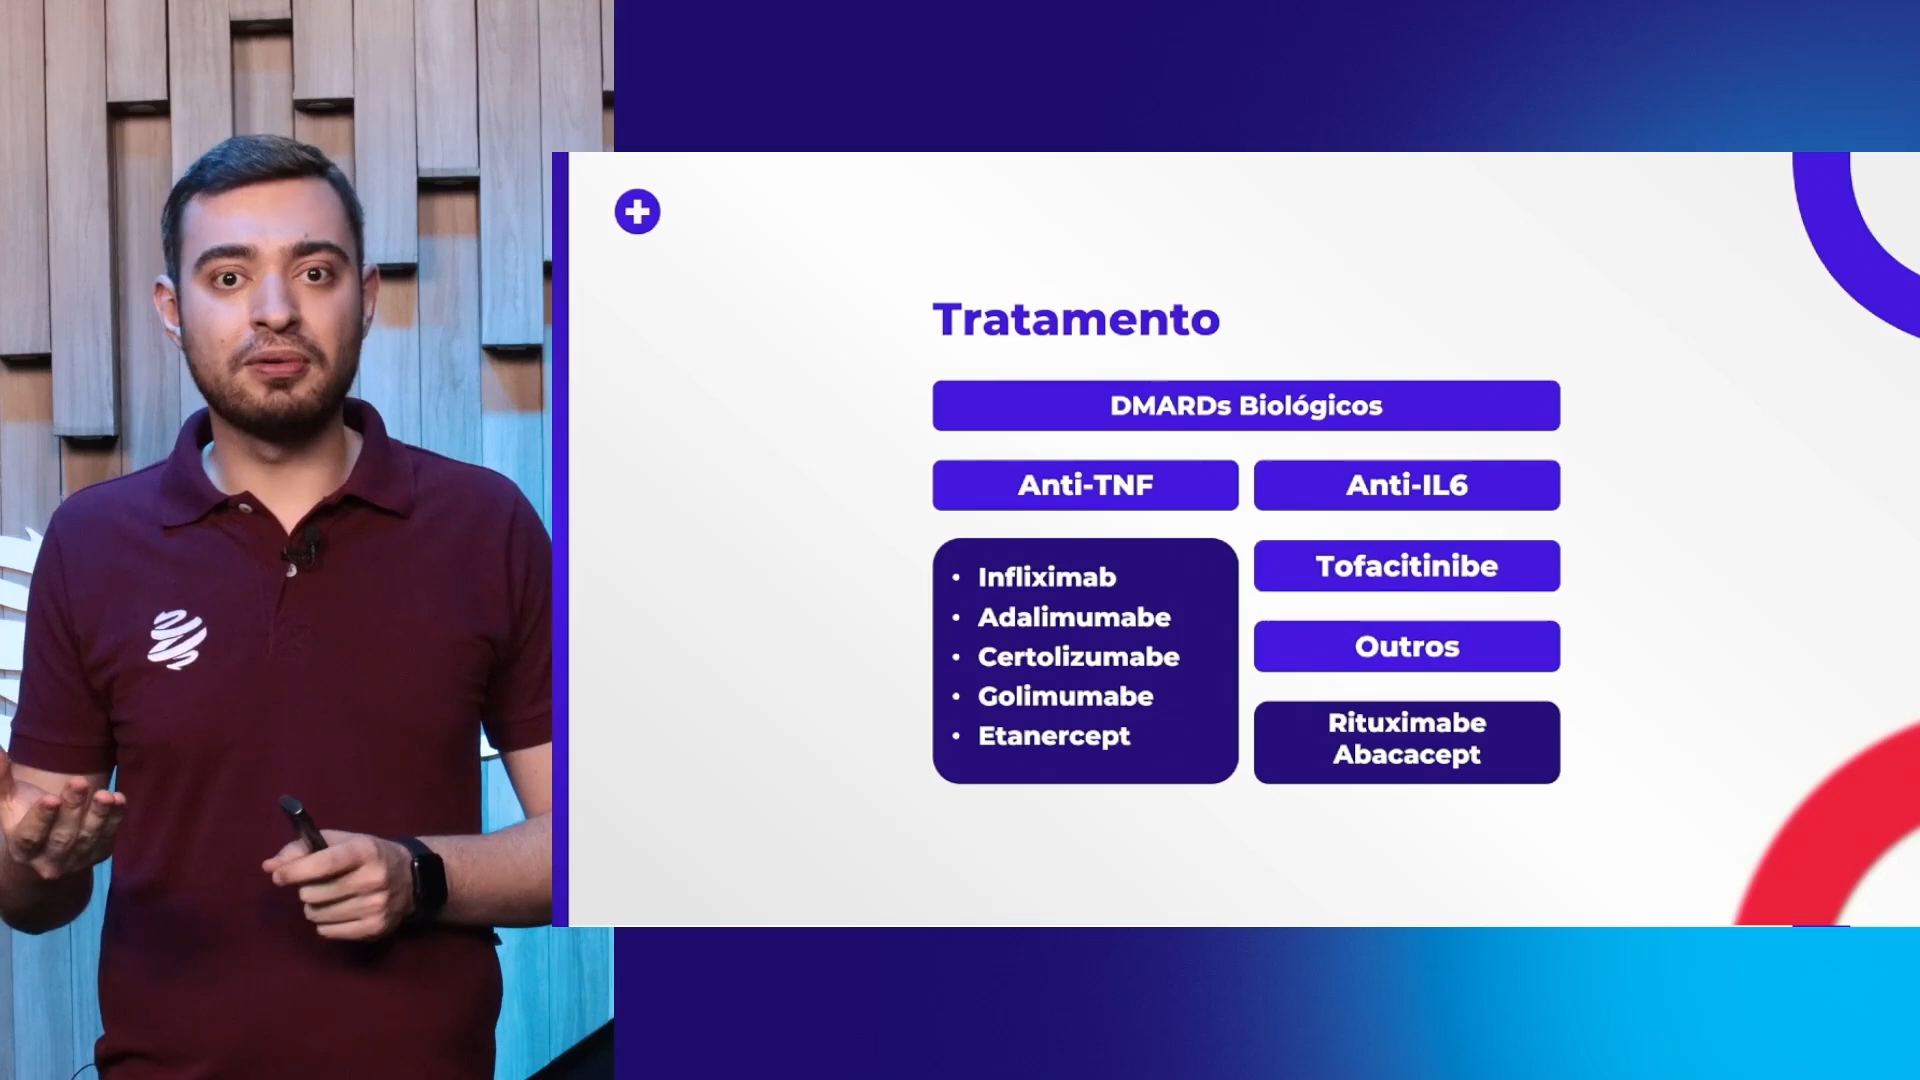 Tratamento
DMARDs Biológicos
Anti-TNF
Anti-IL6
• Infliximab
• Adalimumabe
• Certolizumabe
• Golimumabe
• Etanercept
Tofacitinibe
Outros
Rituximabe
Abacacept